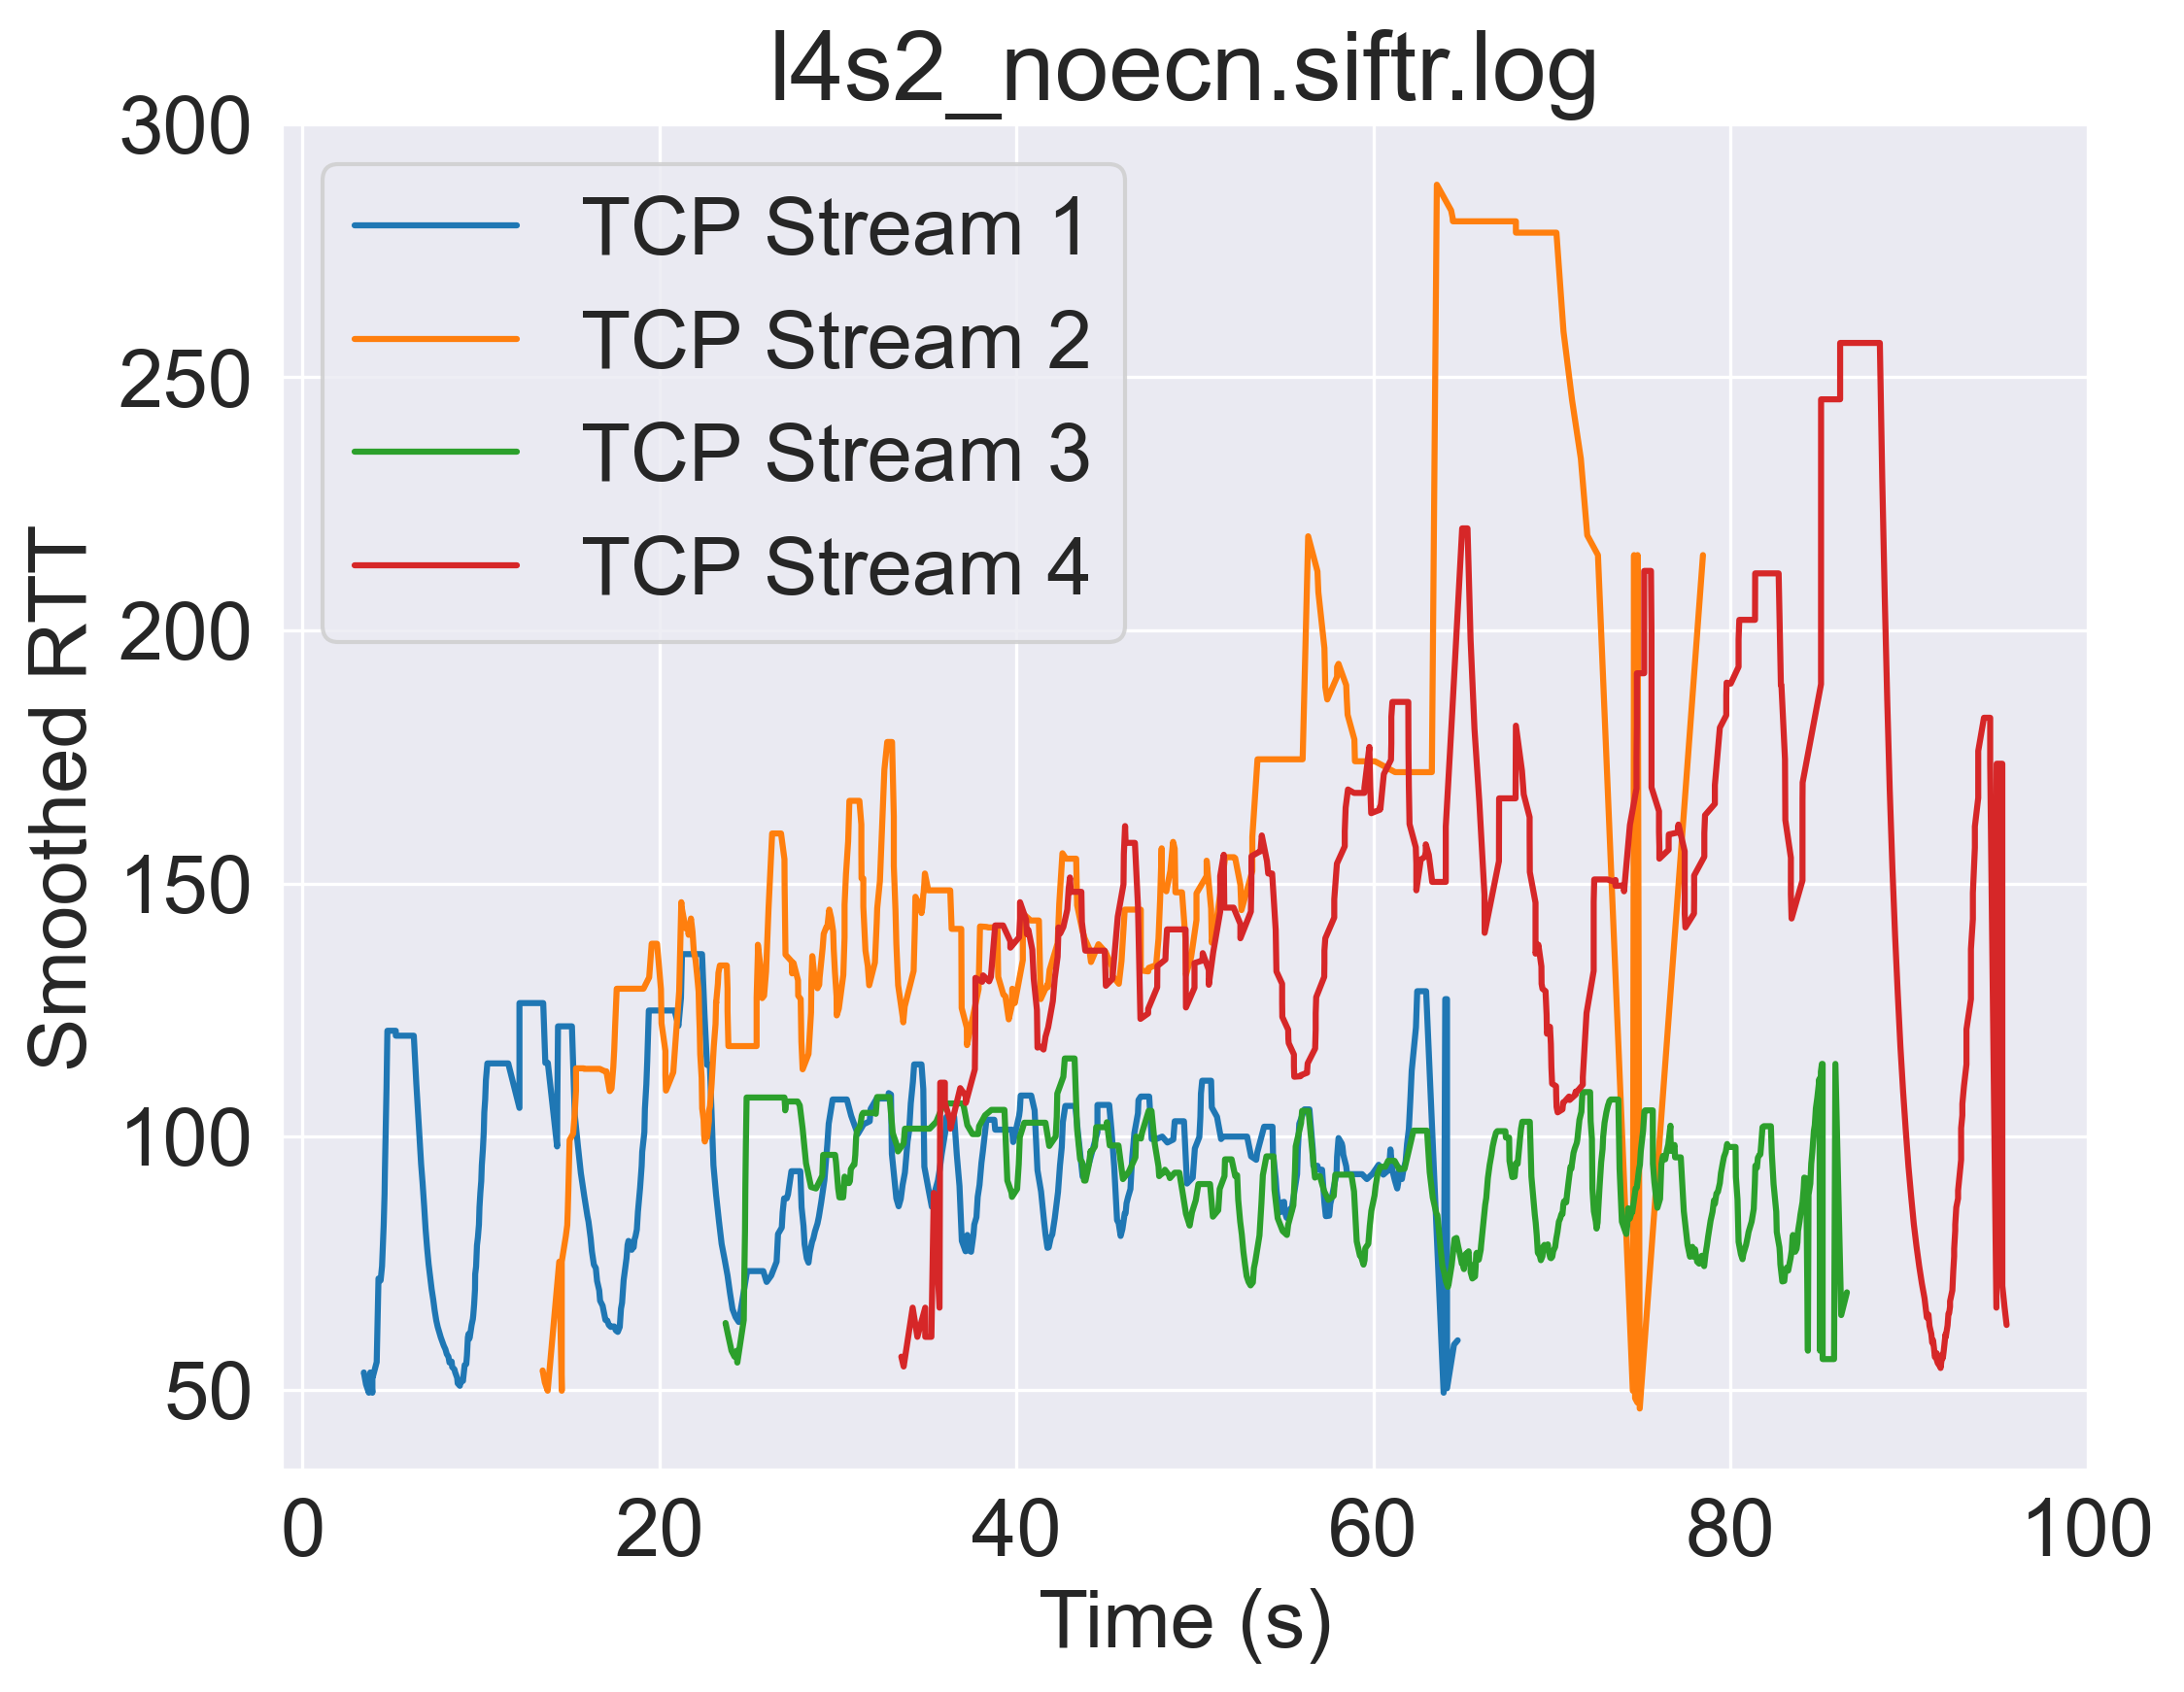 l4s2_noecn.siftr.log
300
250
200
150
100
50
Smoothed RTT
TCP Stream 1
TCP Stream 2
TCP Stream 3
TCP Stream 4
0 20 40 60 80 100
Time (s)